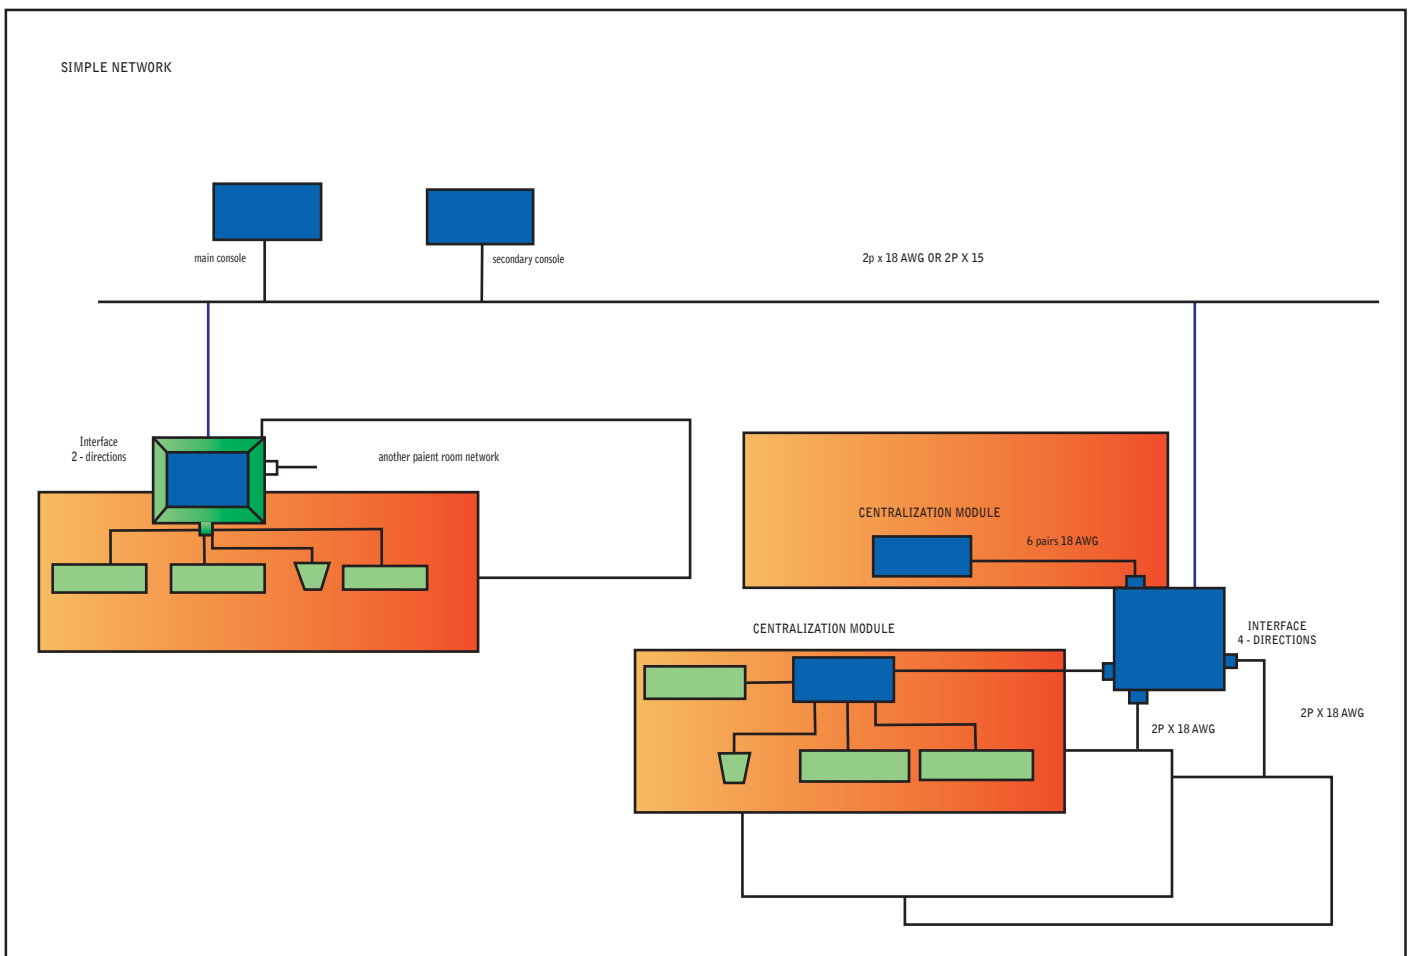 SIMPLE NETWORK
main console
secondary console
2p x 18 AWG OR 2P X 15
Interface
2 - directions
another paient room network
CENTRALIZATION MODULE
6 pairs 18 AWG
CENTRALIZATION MODULE
INTERFACE
4 - DIRECTIONS
2P X 18 AWG
2P X 18 AWG